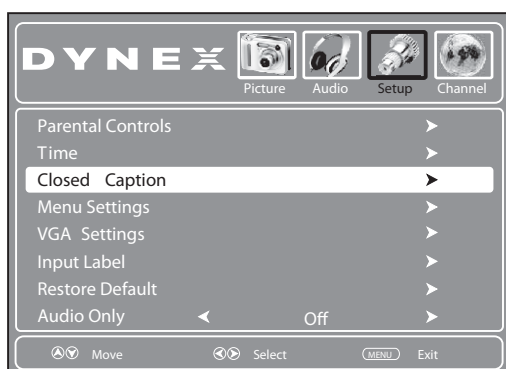 DYNEX
Picture Audio Setup Channel
Parental Controls
Time
Closed Caption
Menu Settings
VGA Settings
Input Label
Restore Default
Audio Only Off
Move Select MENU Exit